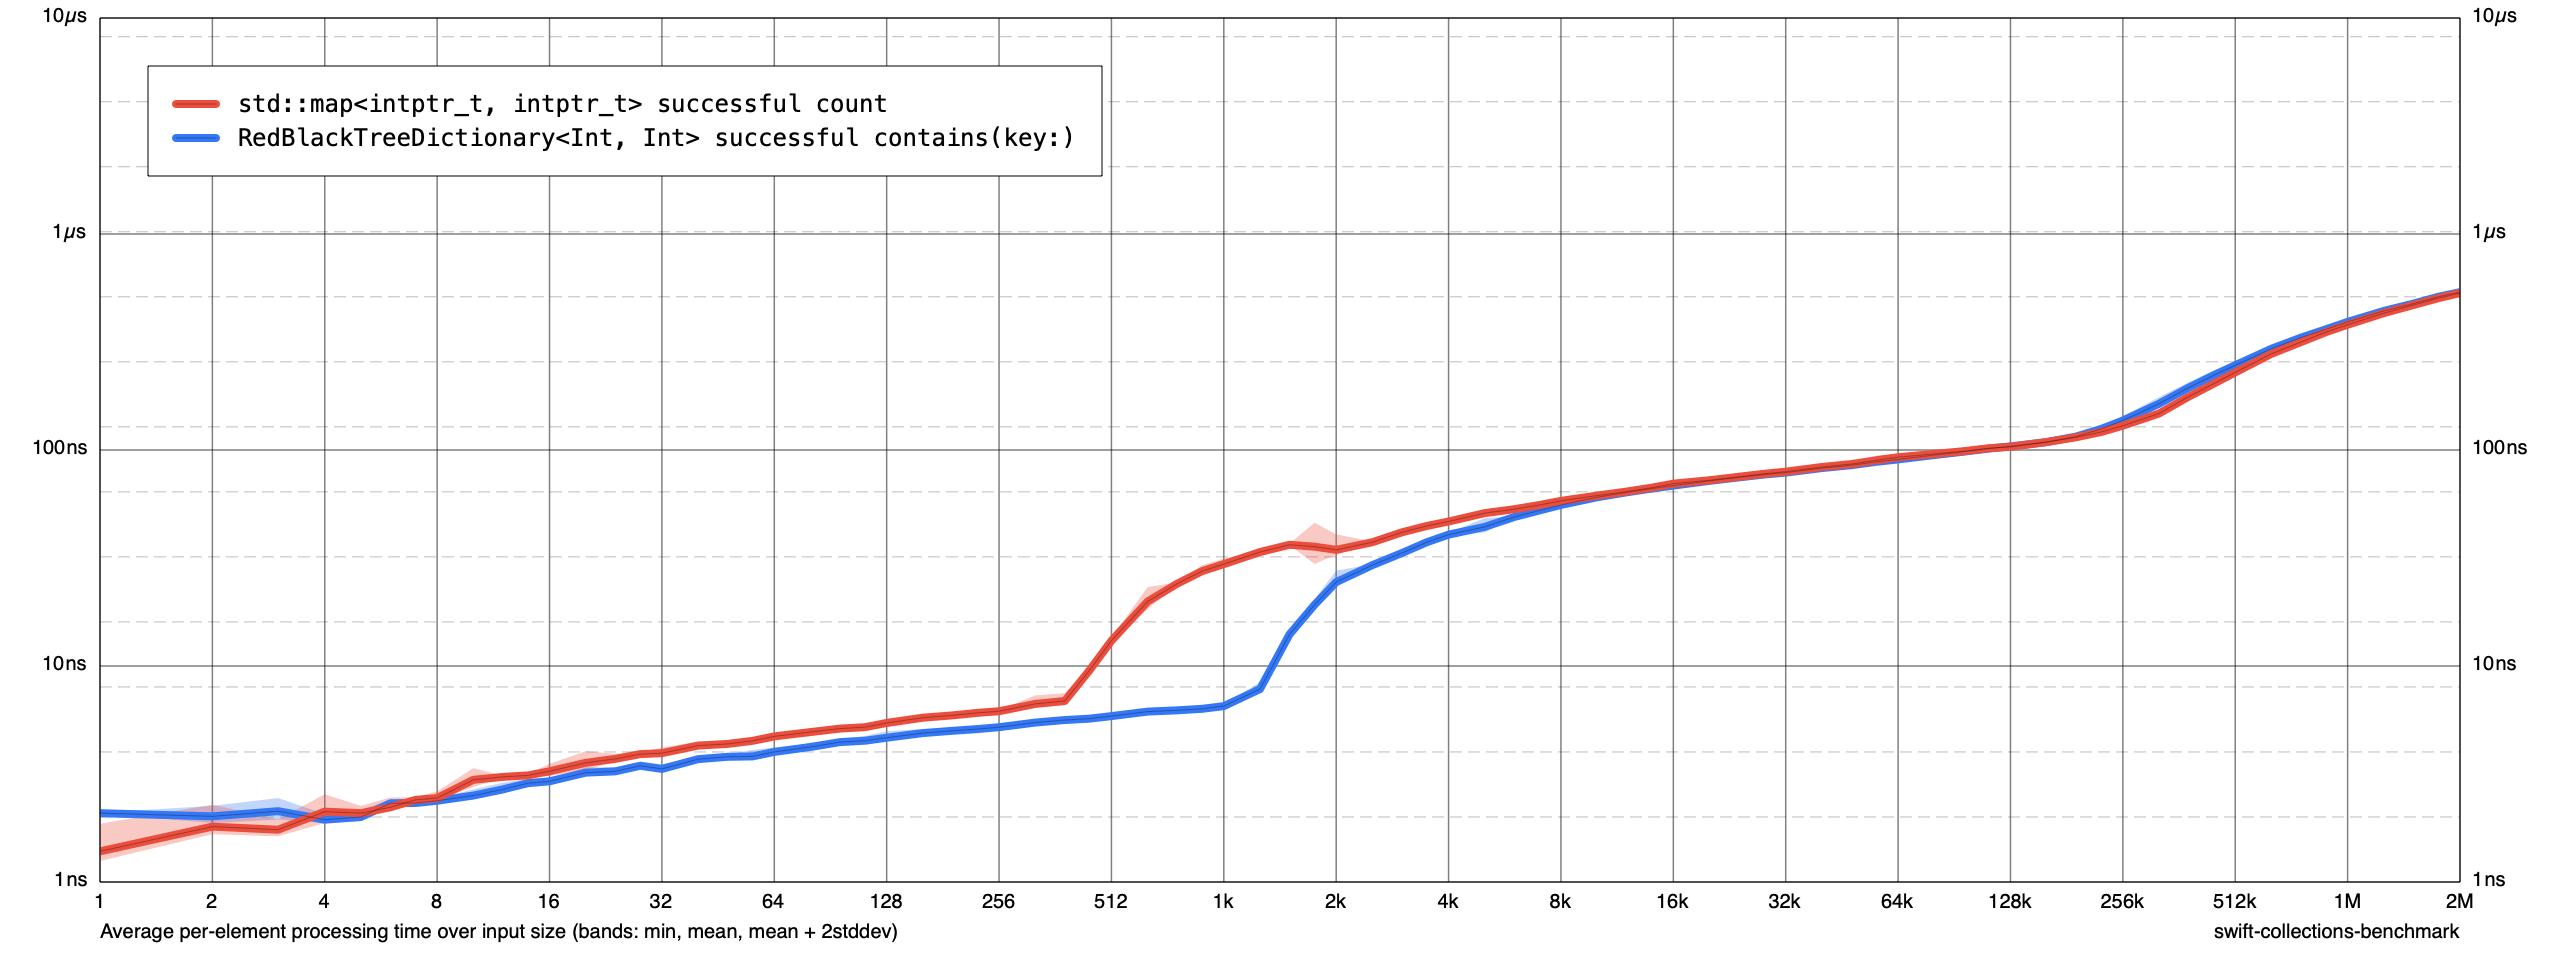 10µs 10µs
std::map<intptr_t, intptr_t> successful count
RedBlackTreeDictionary<Int, Int> successful contains(key:)
1µs 1µs
100ns 100ns
10ns 10ns
1ns 1ns
1 2 4 8 16 32 64 128 256 512 1k 2k 4k 8k 16k 32k 64k 128k 256k 512k 1M 2M
Average per-element processing time over input size (bands: min, mean, mean + 2stddev) swift-collections-benchmark